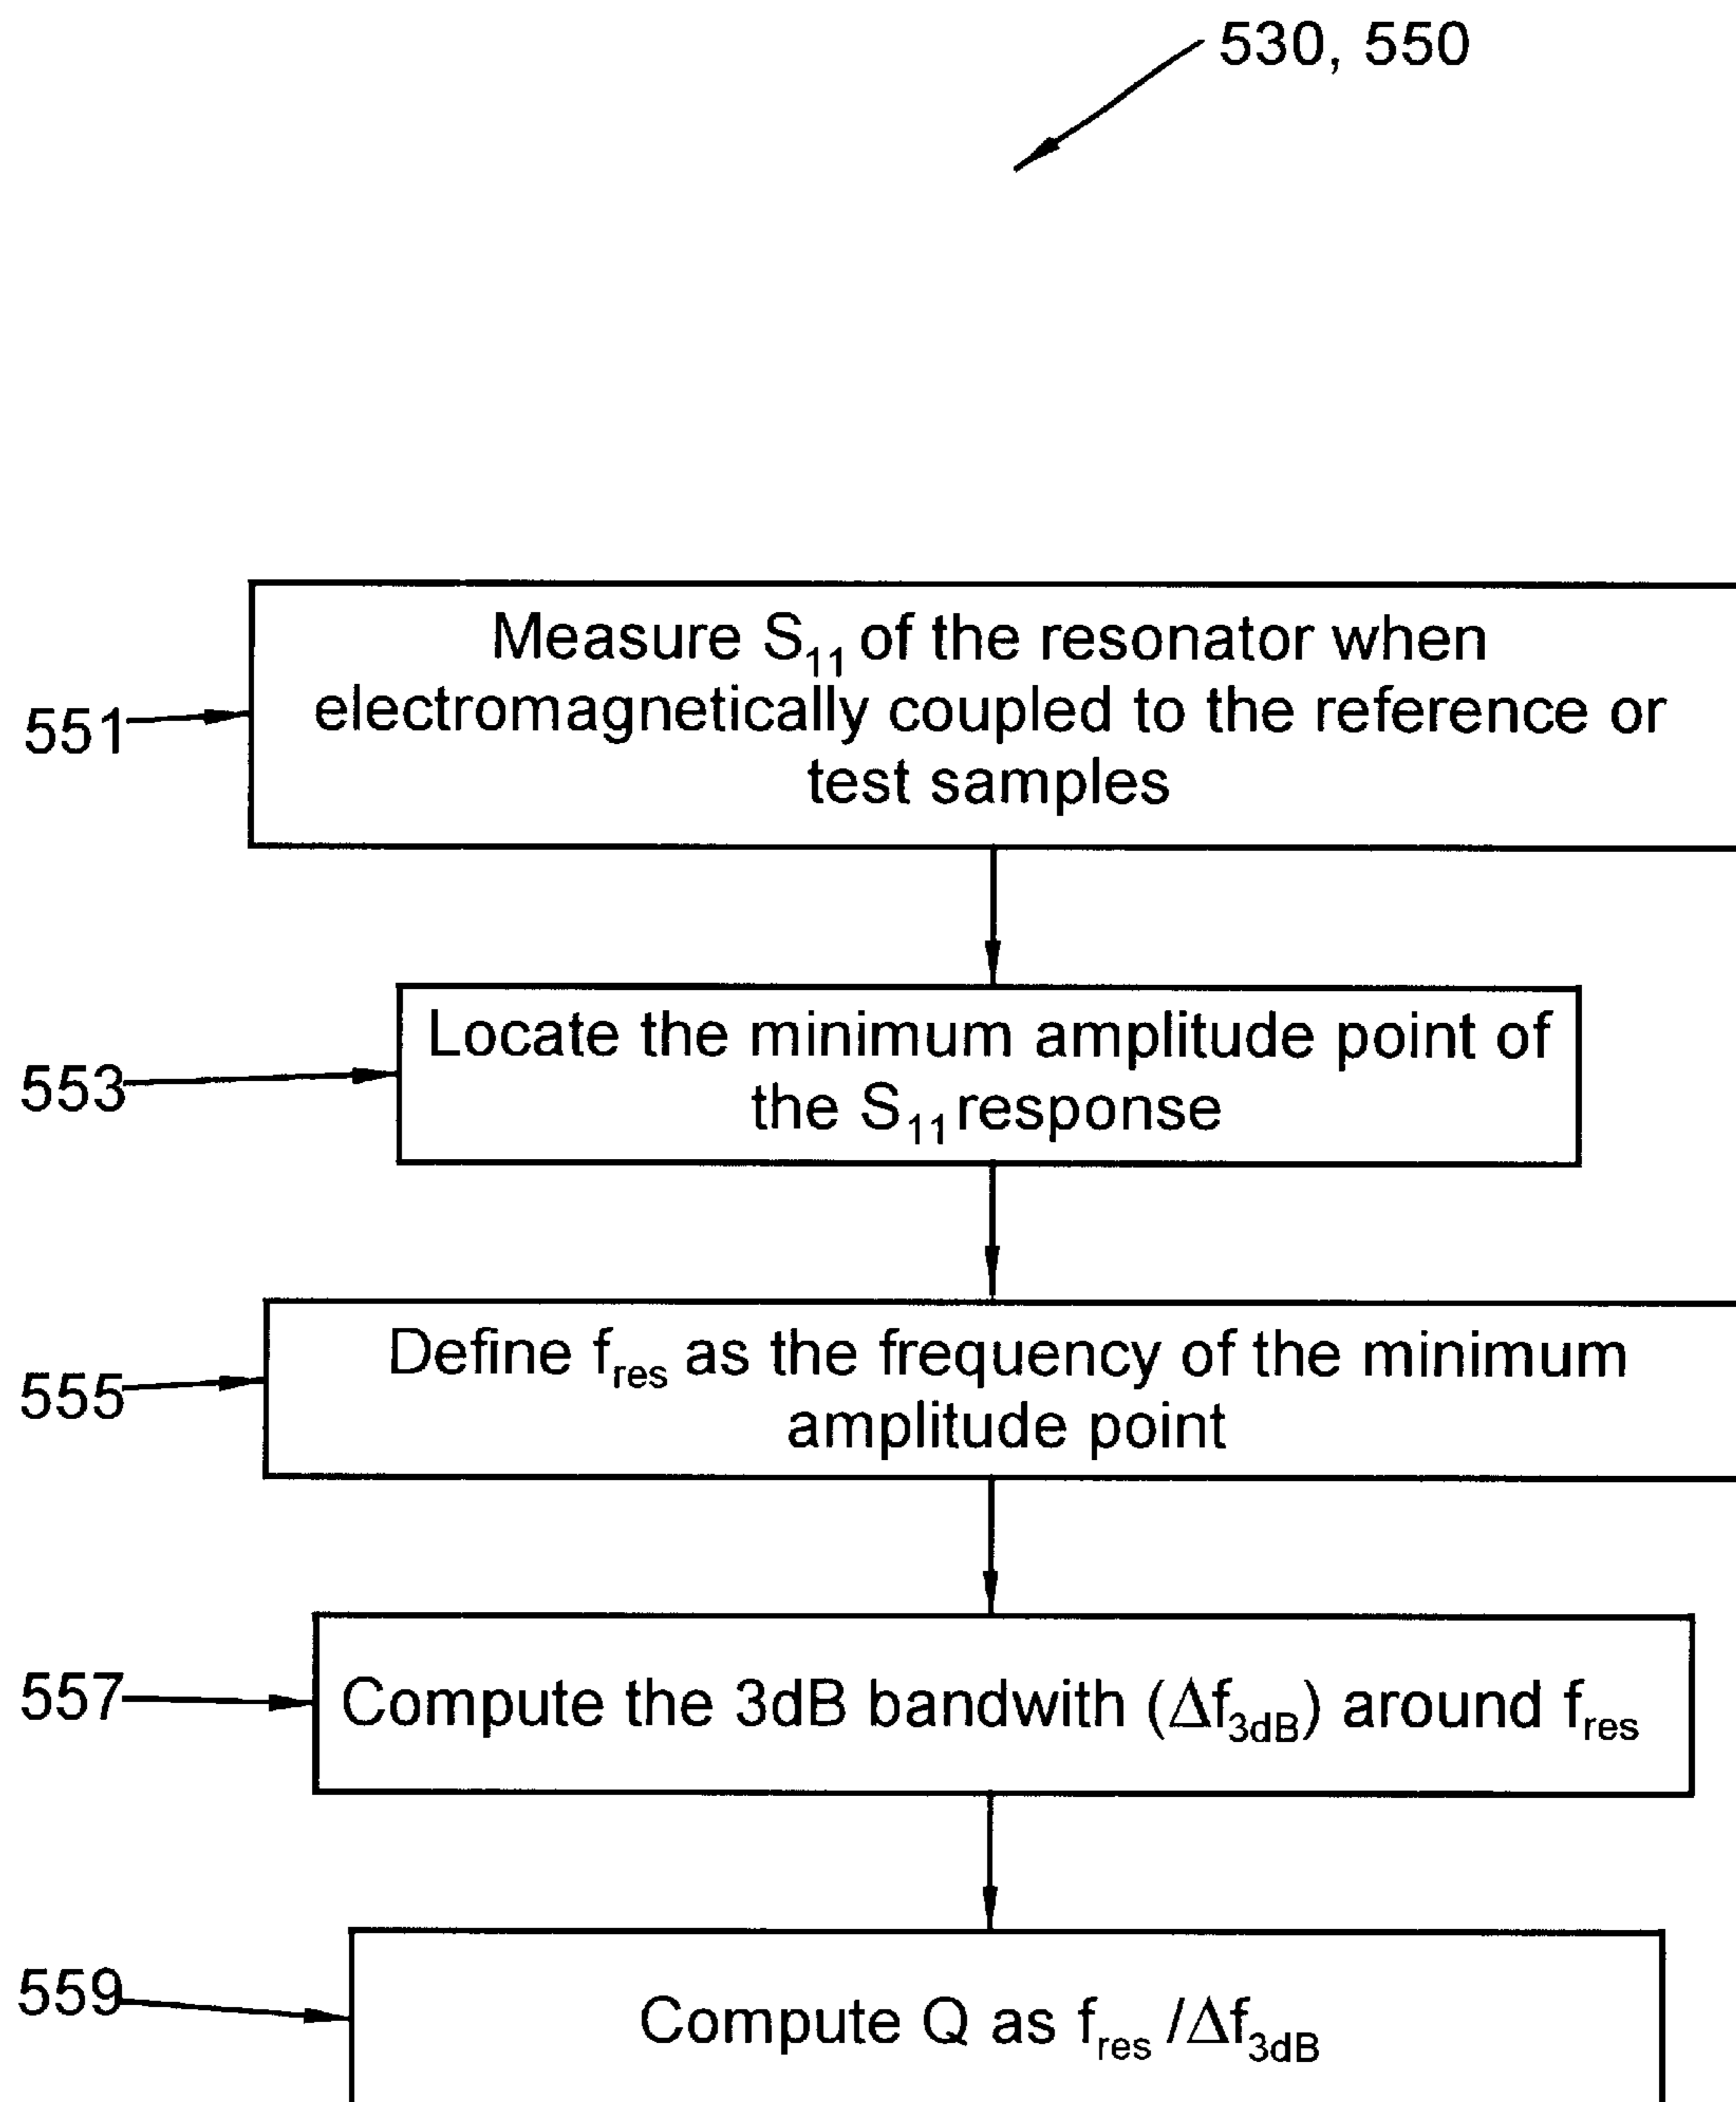 530, 550
551
Measure S₁₁ of the resonator when
electromagnetically coupled to the reference or
test samples
553
Locate the minimum amplitude point of
the S₁₁ response
555
Define fres as the frequency of the minimum
amplitude point
557
Compute the 3dB bandwith (Δf3dB) around fres
559
Compute Q as fres /Δf3dB